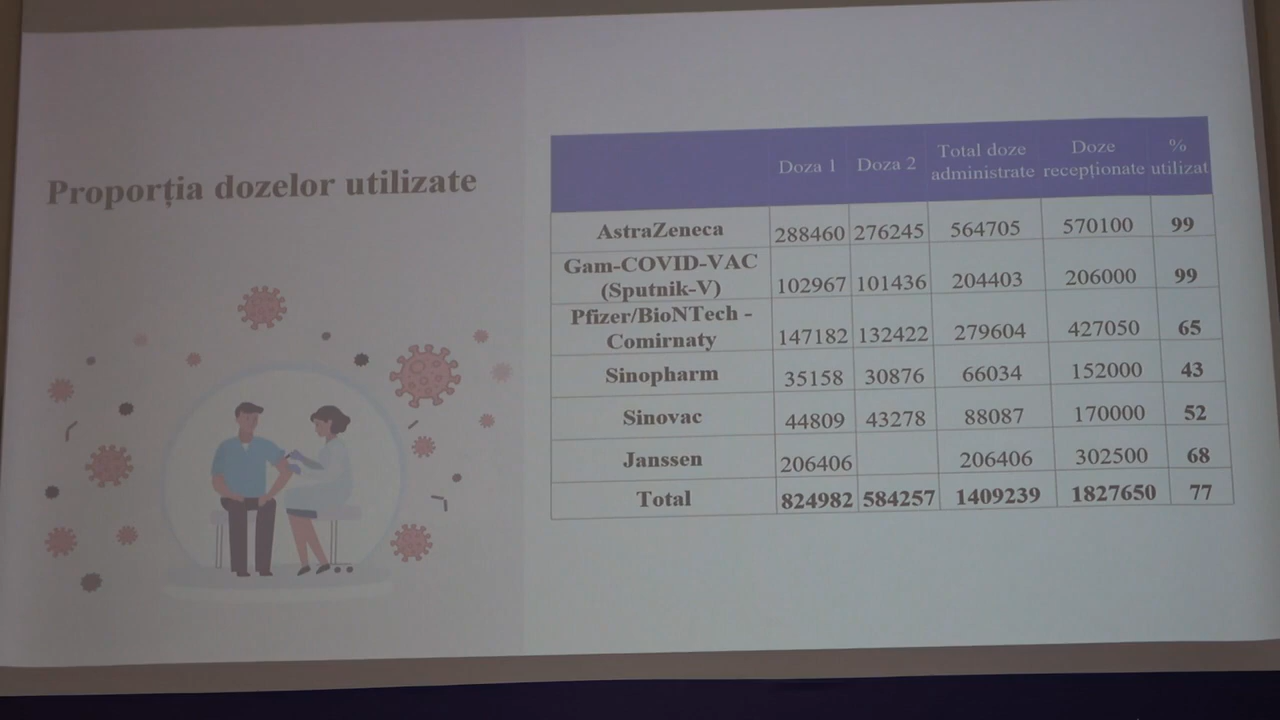 Proporția dozelor utilizate
Doza 1 Doza 2 Total doze administrate Doze recepționate % utilizat
AstraZeneca 288460 276245 564705 570100 99
Gam-COVID-VAC (Sputnik-V) 102967 101436 204403 206000 99
Pfizer/BioNTech - Comirnaty 147182 132422 279604 427050 65
Sinopharm 35158 30876 66034 152000 43
Sinovac 44809 43278 88087 170000 52
Janssen 206406 206406 302500 68
Total 824982 584257 1409239 1827650 77